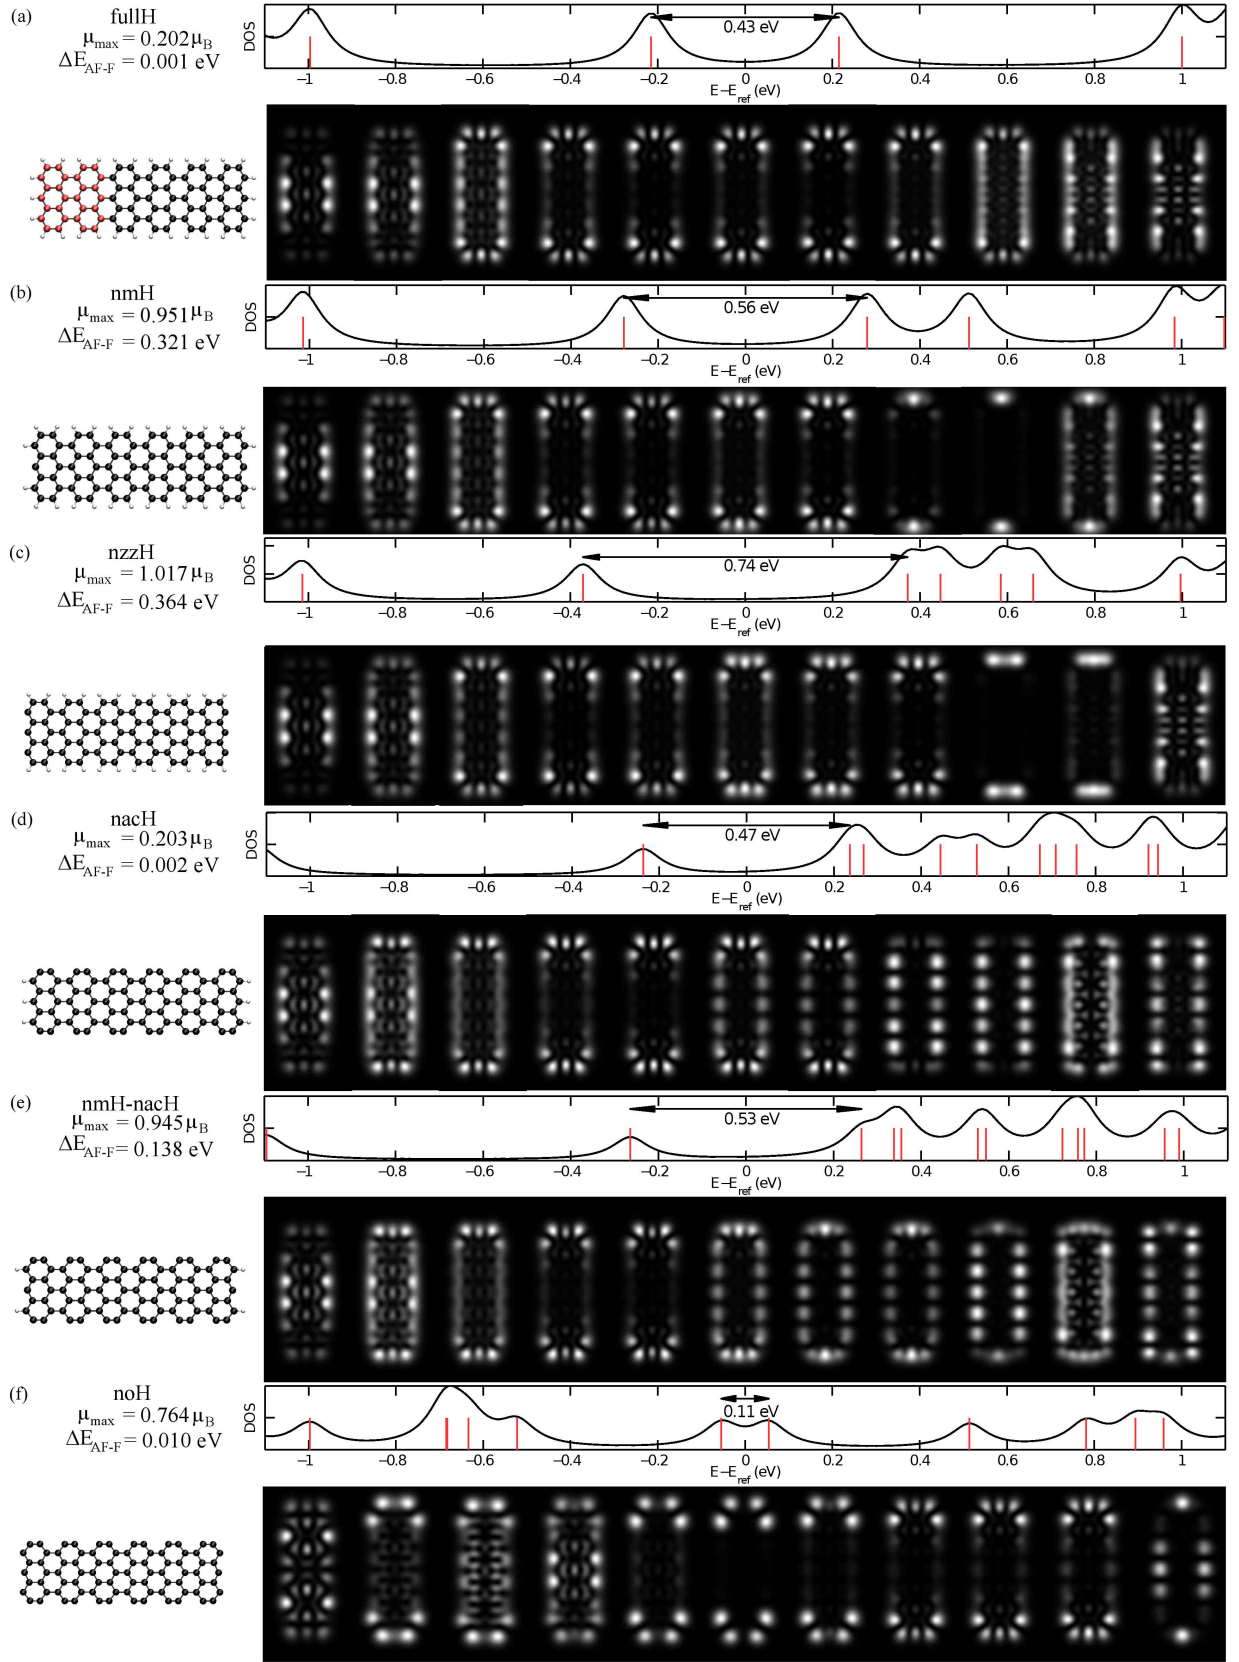 (a)
fullH
μmax = 0.202μB
ΔEAF-F = 0.001 eV
DOS
0.43 eV
−1 −0.8 −0.6 −0.4 −0.2 0 0.2 0.4 0.6 0.8 1
E−Eref (eV)
(b)
nmH
μmax = 0.951μB
ΔEAF-F = 0.321 eV
DOS
0.56 eV
−1 −0.8 −0.6 −0.4 −0.2 0 0.2 0.4 0.6 0.8 1
E−Eref (eV)
(c)
nzzH
μmax = 1.017μB
ΔEAF-F = 0.364 eV
DOS
0.74 eV
−1 −0.8 −0.6 −0.4 −0.2 0 0.2 0.4 0.6 0.8 1
E−Eref (eV)
(d)
nacH
μmax = 0.203μB
ΔEAF-F = 0.002 eV
DOS
0.47 eV
−1 −0.8 −0.6 −0.4 −0.2 0 0.2 0.4 0.6 0.8 1
E−Eref (eV)
(e)
nmH-nacH
μmax = 0.945μB
ΔEAF-F= 0.138 eV
DOS
0.53 eV
−1 −0.8 −0.6 −0.4 −0.2 0 0.2 0.4 0.6 0.8 1
E−Eref (eV)
(f)
noH
μmax = 0.764μB
ΔEAF-F = 0.010 eV
DOS
0.11 eV
−1 −0.8 −0.6 −0.4 −0.2 0 0.2 0.4 0.6 0.8 1
E−Eref (eV)